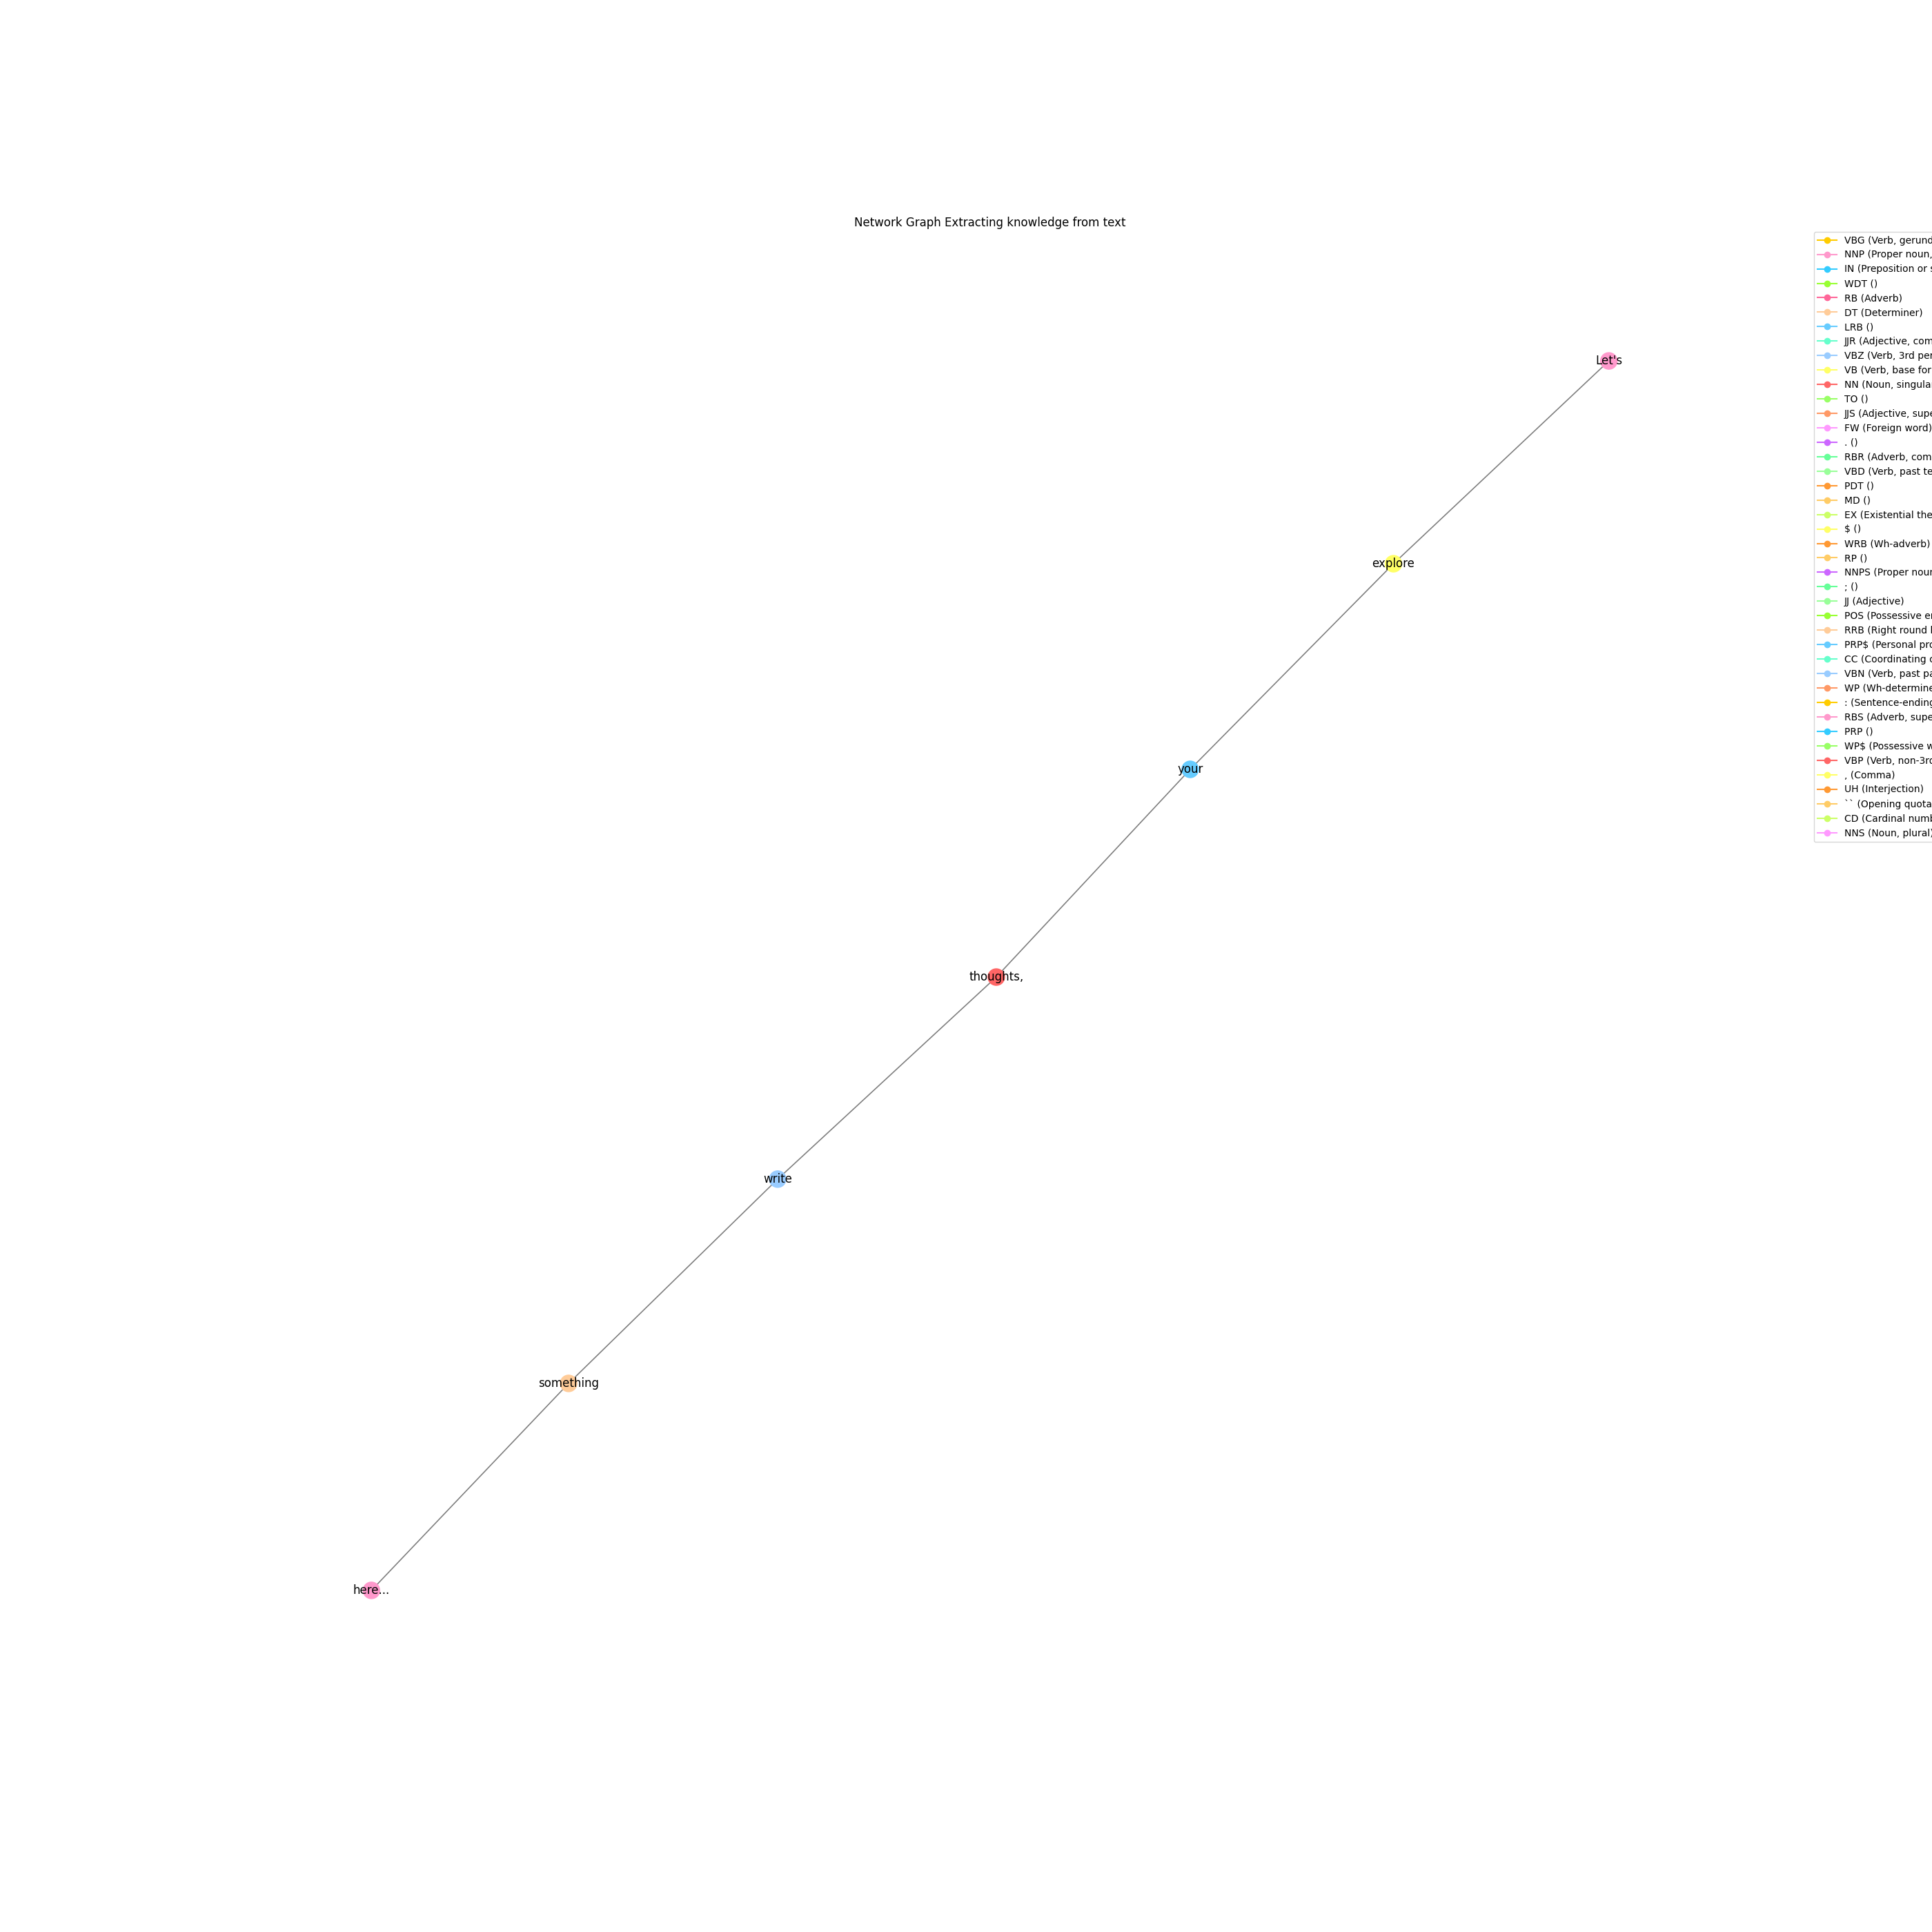 Network Graph Extracting knowledge from text
VBG (Verb, gerund
NNP (Proper noun,
IN (Preposition or
WDT ()
RB (Adverb)
DT (Determiner)
LRB ()
JJR (Adjective, com
VBZ (Verb, 3rd per
VB (Verb, base for
NN (Noun, singula
TO ()
JJS (Adjective, supe
FW (Foreign word)
. ()
RBR (Adverb, com
VBD (Verb, past te
PDT ()
MD ()
EX (Existential the
$ ()
WRB (Wh-adverb)
RP ()
NNPS (Proper noun
; ()
JJ (Adjective)
POS (Possessive e
RRB (Right round
PRP$ (Personal pro
CC (Coordinating
VBN (Verb, past pa
WP (Wh-determine
: (Sentence-ending
RBS (Adverb, supe
PRP ()
WP$ (Possessive w
VBP (Verb, non-3r
, (Comma)
UH (Interjection)
`` (Opening quota
CD (Cardinal numb
NNS (Noun, plural)
Let's
explore
your
thoughts,
write
something
here...